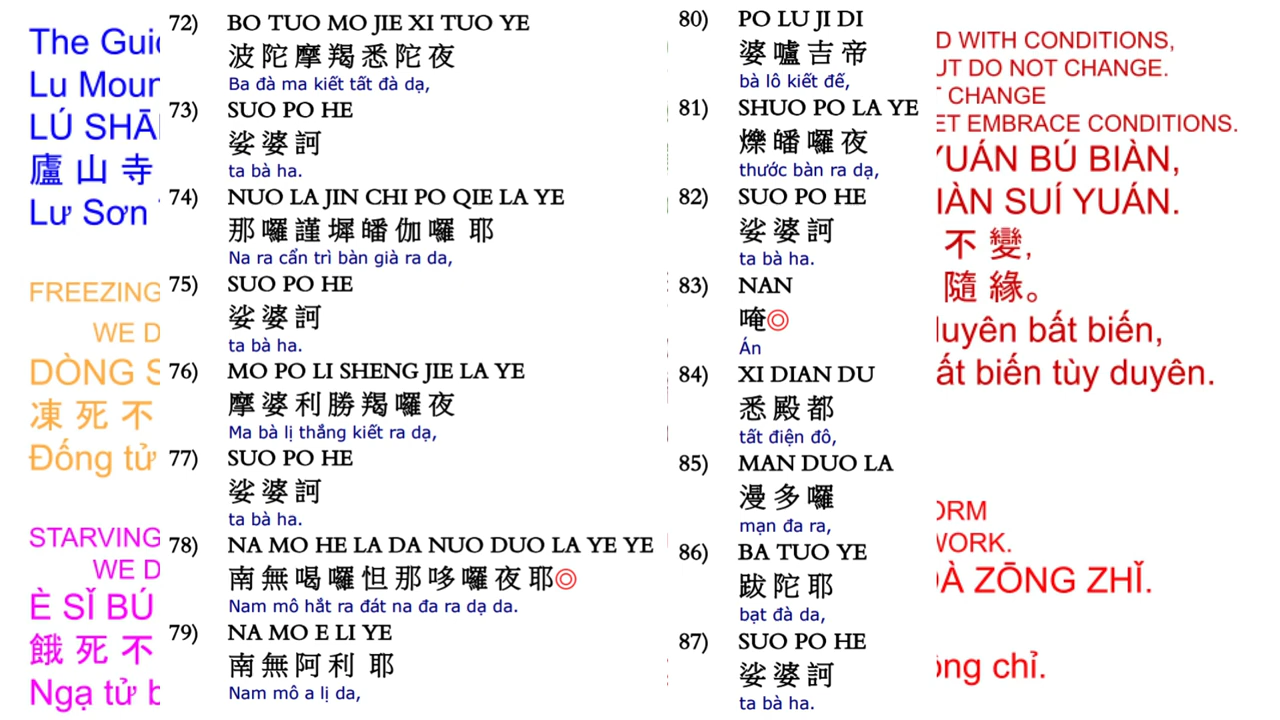 The Guid
Lu Moun
LÚ SHĀ
廬 山 寺
Lư Sơn
FREEZING
WE D
DÒNG S
凍 死 不
Đống tử
STARVING
WE D
È SǏ BÚ
餓 死 不
Ngạ tử b
72) BO TUO MO JIE XI TUO YE
波 陀 摩 羯 悉 陀 夜
Ba đà ma kiết tất đà dạ,
73) SUO PO HE
娑 婆 訶
ta bà ha.
74) NUO LA JIN CHI PO QIE LA YE
那 囉 謹 墀 皤 伽 囉 耶
Na ra cẩn trì bàn già ra da,
75) SUO PO HE
娑 婆 訶
ta bà ha.
76) MO PO LI SHENG JIE LA YE
摩 婆 利 勝 羯 囉 夜
Ma bà lị thắng kiết ra dạ,
77) SUO PO HE
娑 婆 訶
ta bà ha.
78) NA MO HE LA DA NUO DUO LA YE YE
南 無 喝 囉 怛 那 哆 囉 夜 耶◎
Nam mô hắt ra đát na đa ra dạ da.
79) NA MO E LI YE
南 無 阿 利 耶
Nam mô a lị da,
80) PO LU JI DI
婆 嚧 吉 帝
bà lô kiết đế,
81) SHUO PO LA YE
爍 皤 囉 夜
thước bàn ra dạ,
82) SUO PO HE
娑 婆 訶
ta bà ha.
83) NAN
唵◎
Án
84) XI DIAN DU
悉 殿 都
tất điện đô,
85) MAN DUO LA
漫 多 囉
mạn đa ra,
86) BA TUO YE
跋 陀 耶
bạt đà da,
87) SUO PO HE
娑 婆 訶
ta bà ha.
D WITH CONDITIONS,
UT DO NOT CHANGE.
CHANGE
ET EMBRACE CONDITIONS.
YUÁN BÚ BIÀN,
IÀN SUÍ YUÁN.
不 變,
隨 緣。
duyên bất biến,
ất biến tùy duyên.
ORM
WORK.
DÀ ZŌNG ZHǏ.
ông chỉ.